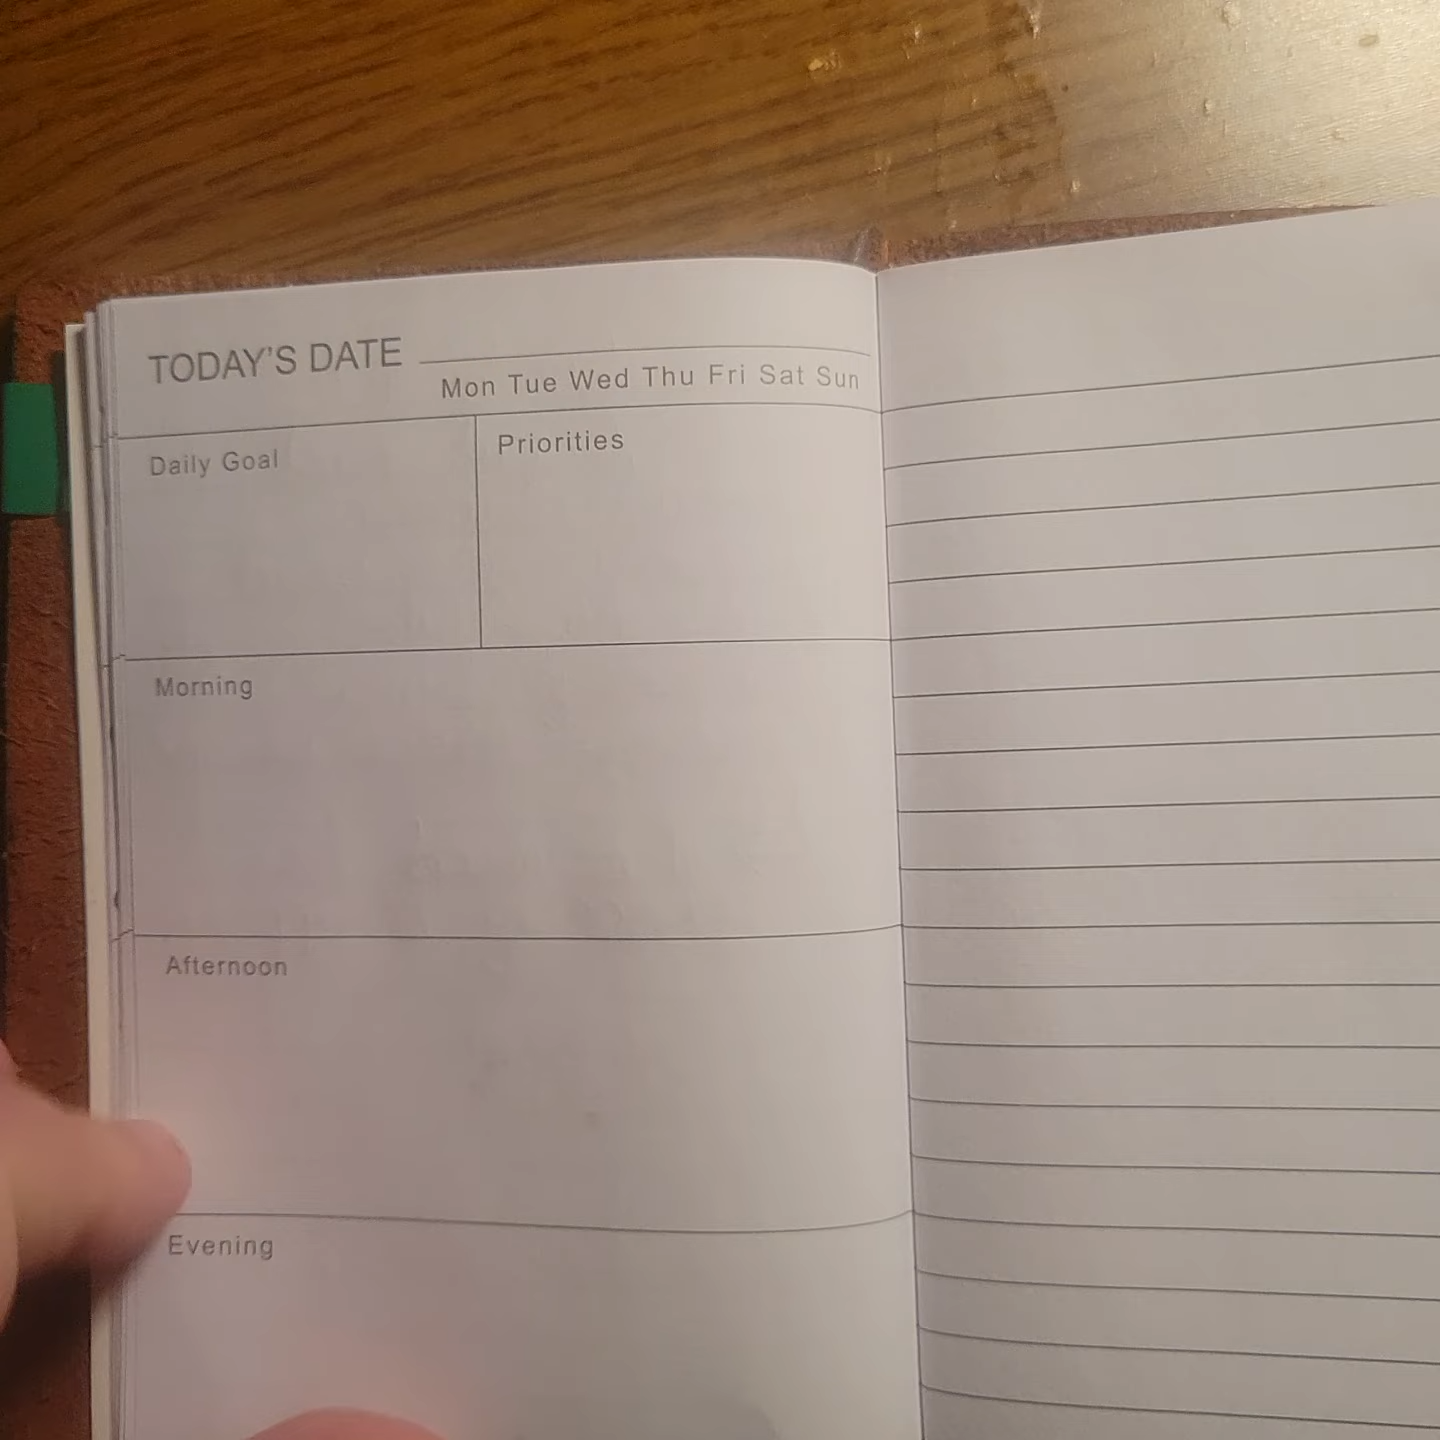 TODAY'S DATE
Mon Tue Wed Thu Fri Sat Sun
Daily Goal
Priorities
Morning
Afternoon
Evening